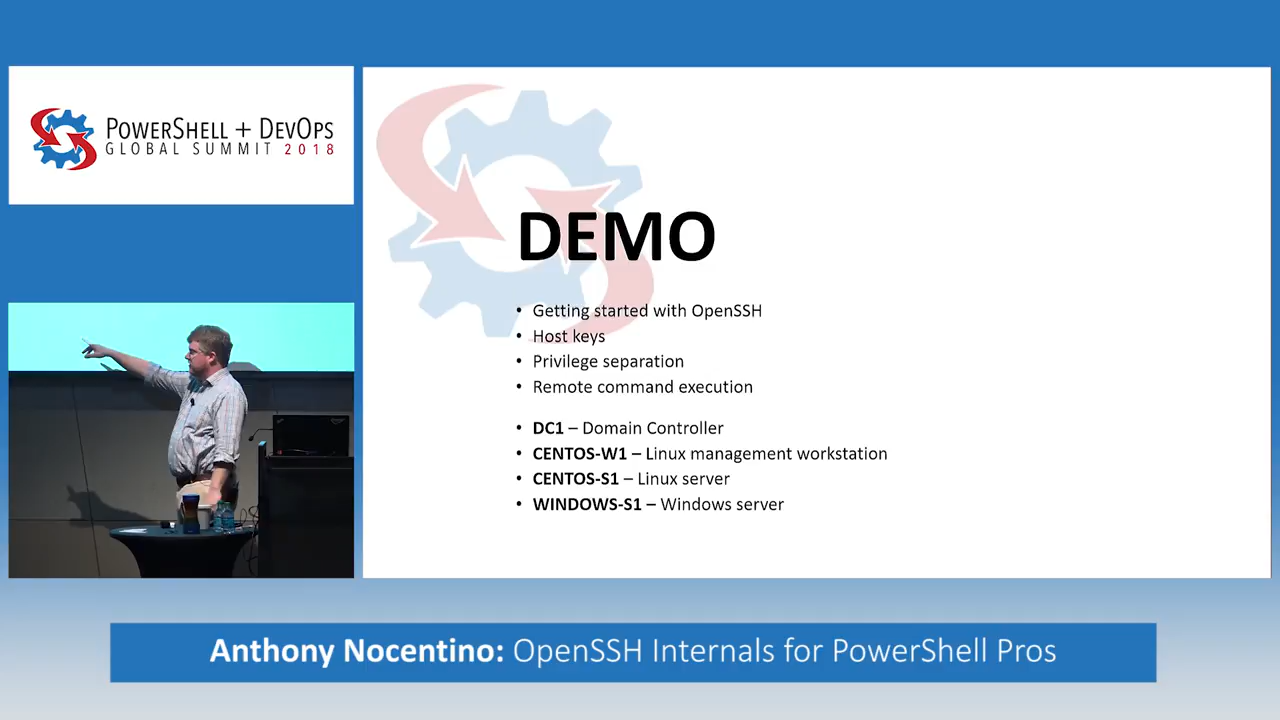 POWERSHELL + DEVOPS
GLOBAL SUMMIT 2018
DEMO
• Getting started with OpenSSH
• Host keys
• Privilege separation
• Remote command execution
• DC1 – Domain Controller
• CENTOS-W1 – Linux management workstation
• CENTOS-S1 – Linux server
• WINDOWS-S1 – Windows server
Anthony Nocentino: OpenSSH Internals for PowerShell Pros